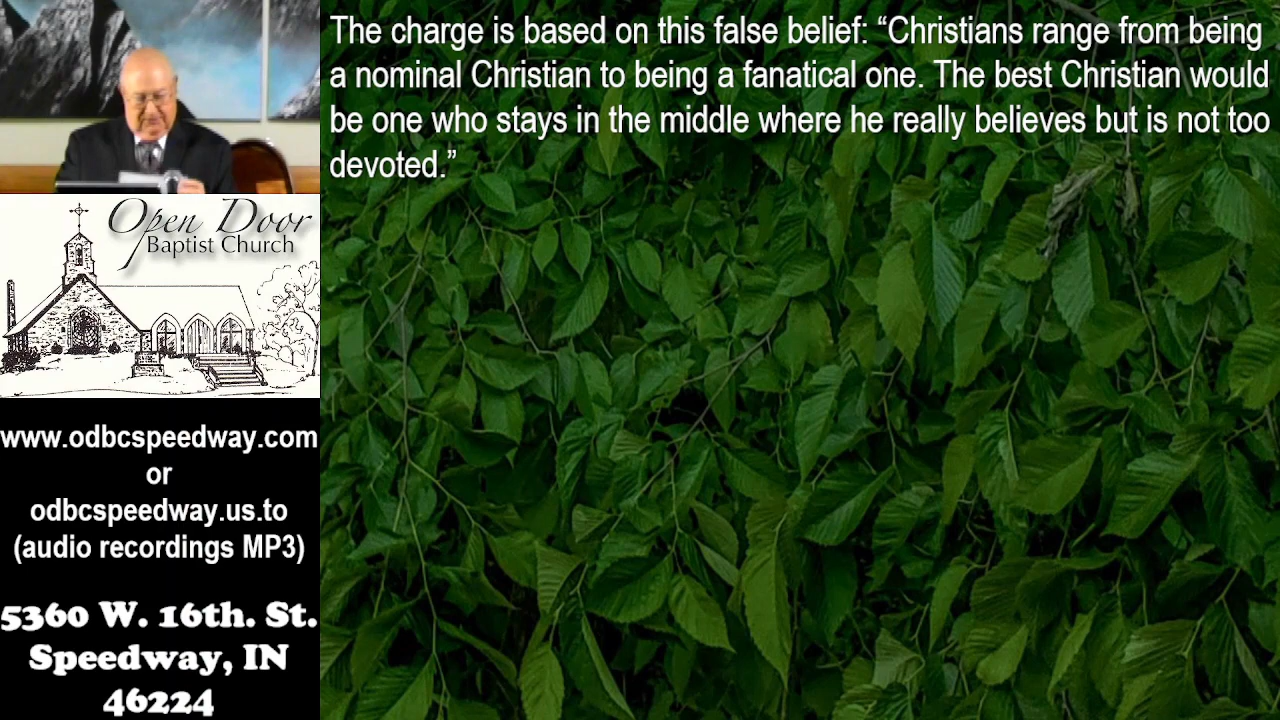 The charge is based on this false belief: “Christians range from being
a nominal Christian to being a fanatical one. The best Christian would
be one who stays in the middle where he really believes but is not too
devoted.”
Open Door
Baptist Church
www.odbcspeedway.com
or
odbcspeedway.us.to
(audio recordings MP3)
5360 W. 16th. St.
Speedway, IN
46224